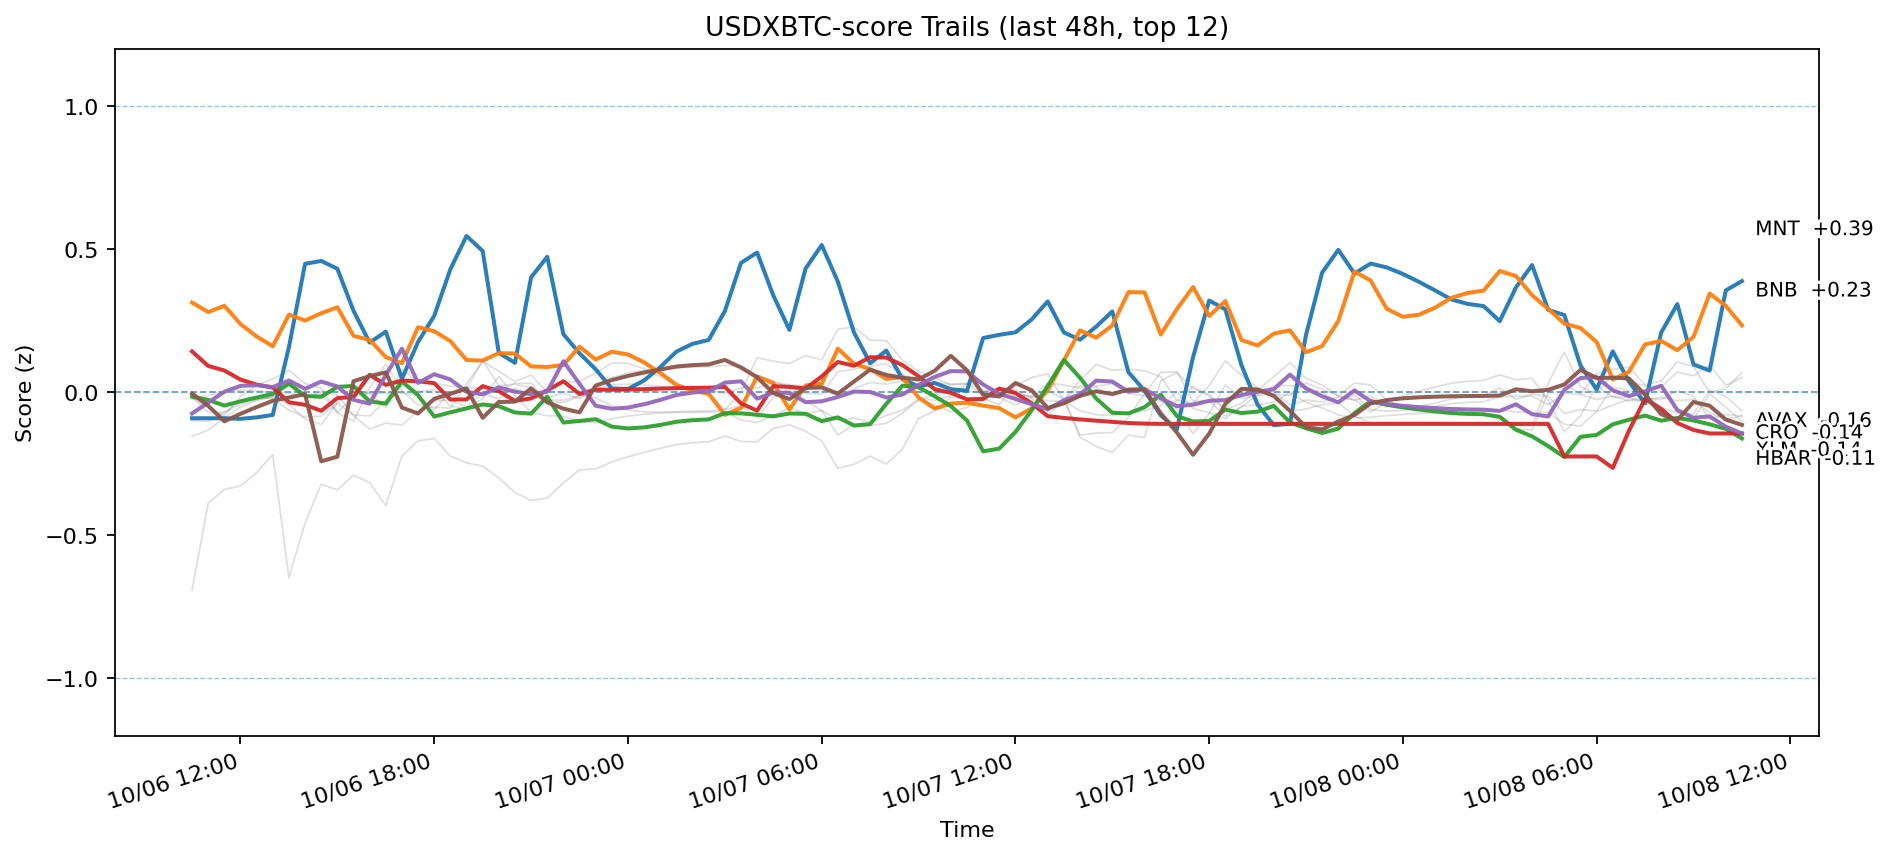 USDXBTC-score Trails (last 48h, top 12)
Score (z)
1.0
0.5
0.0
−0.5
−1.0
MNT +0.39
BNB +0.23
AVAX -0.16
CRO -0.14
XLM -0.14
HBAR -0.11
10/06 12:00
10/06 18:00
10/07 00:00
10/07 06:00
10/07 12:00
10/07 18:00
10/08 00:00
10/08 06:00
10/08 12:00
Time